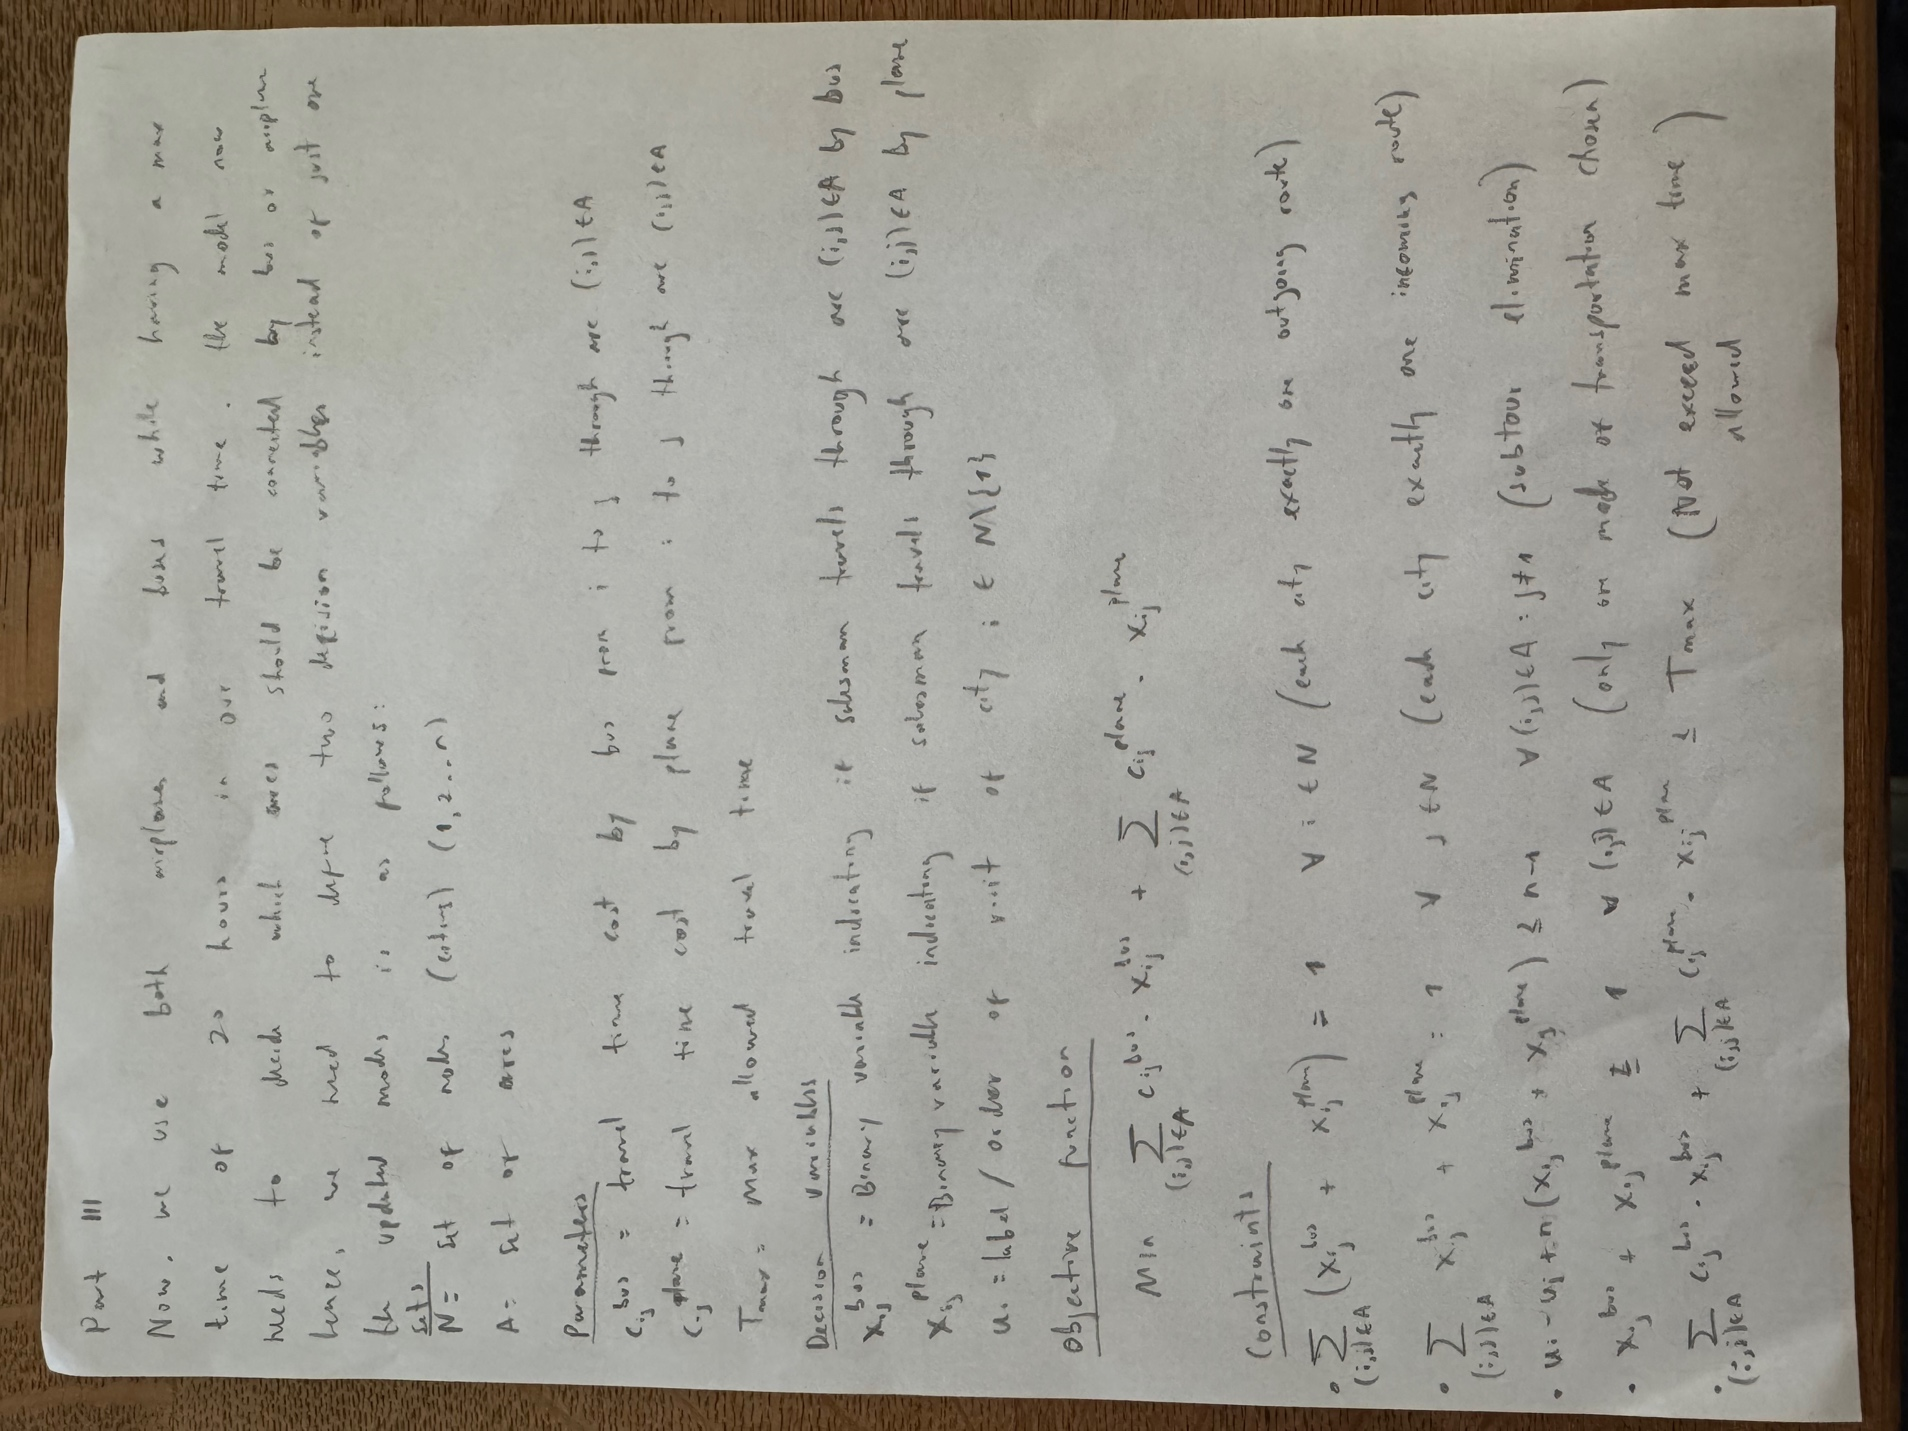 Part III
Now, we use both airplanes and buses while having a max
time of 20 hours in our travel time. The model now
needs to decide which arces should be connected by bus or airplane
hence, we need to define two decision variables instead of just one
the updated model is as follows:
Sets
N = Set of nodes (cities) (1,2...n)
A = Set of arces
Parameters
c_ij^bus = travel time cost by bus from i to j through arc (i,j)∈A
c_ij^plane = travel time cost by plane from i to j through arc (i,j)∈A
T_max = max allowed travel time
Decision variables
x_ij^bus = Binary variable indicating if salesman travels through arc (i,j)∈A by bus
x_ij^plane = Binary variable indicating if salesman travels through arc (i,j)∈A by plane
u_i = label / order of visit of city i ∈ N\{1}
Objective function
Min ∑_(i,j)∈A c_ij^bus · x_ij^bus + ∑_(i,j)∈A c_ij^plane · x_ij^plane
Constraints
• ∑_(i,j)∈A (x_ij^bus + x_ij^plane) = 1 ∀ i ∈ N (each city exactly one outgoing route)
• ∑_(i,j)∈A x_ij^bus + x_ij^plane = 1 ∀ j ∈ N (each city exactly one incoming route)
• u_i - u_j + n(x_ij^bus + x_ij^plane) ≤ n-1 ∀(i,j)∈A : j≠1 (subtour elimination)
• x_ij^bus + x_ij^plane ≤ 1 ∀ (i,j)∈A (only one mode of transportation chosen)
• ∑_(i,j)∈A c_ij^bus · x_ij^bus + ∑_(i,j)∈A c_ij^plane · x_ij^plane ≤ T_max (Not exceed max time
allowed)